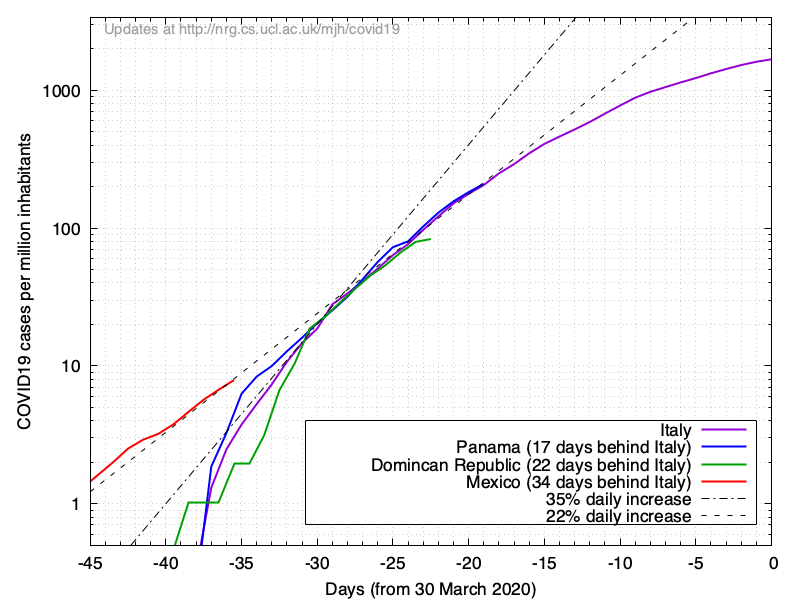 Updates at http://nrg.cs.ucl.ac.uk/mjh/covid19
COVID19 cases per million inhabitants
1000
100
10
1
Italy
Panama (17 days behind Italy)
Domincan Republic (22 days behind Italy)
Mexico (34 days behind Italy)
35% daily increase
22% daily increase
-45 -40 -35 -30 -25 -20 -15 -10 -5 0
Days (from 30 March 2020)